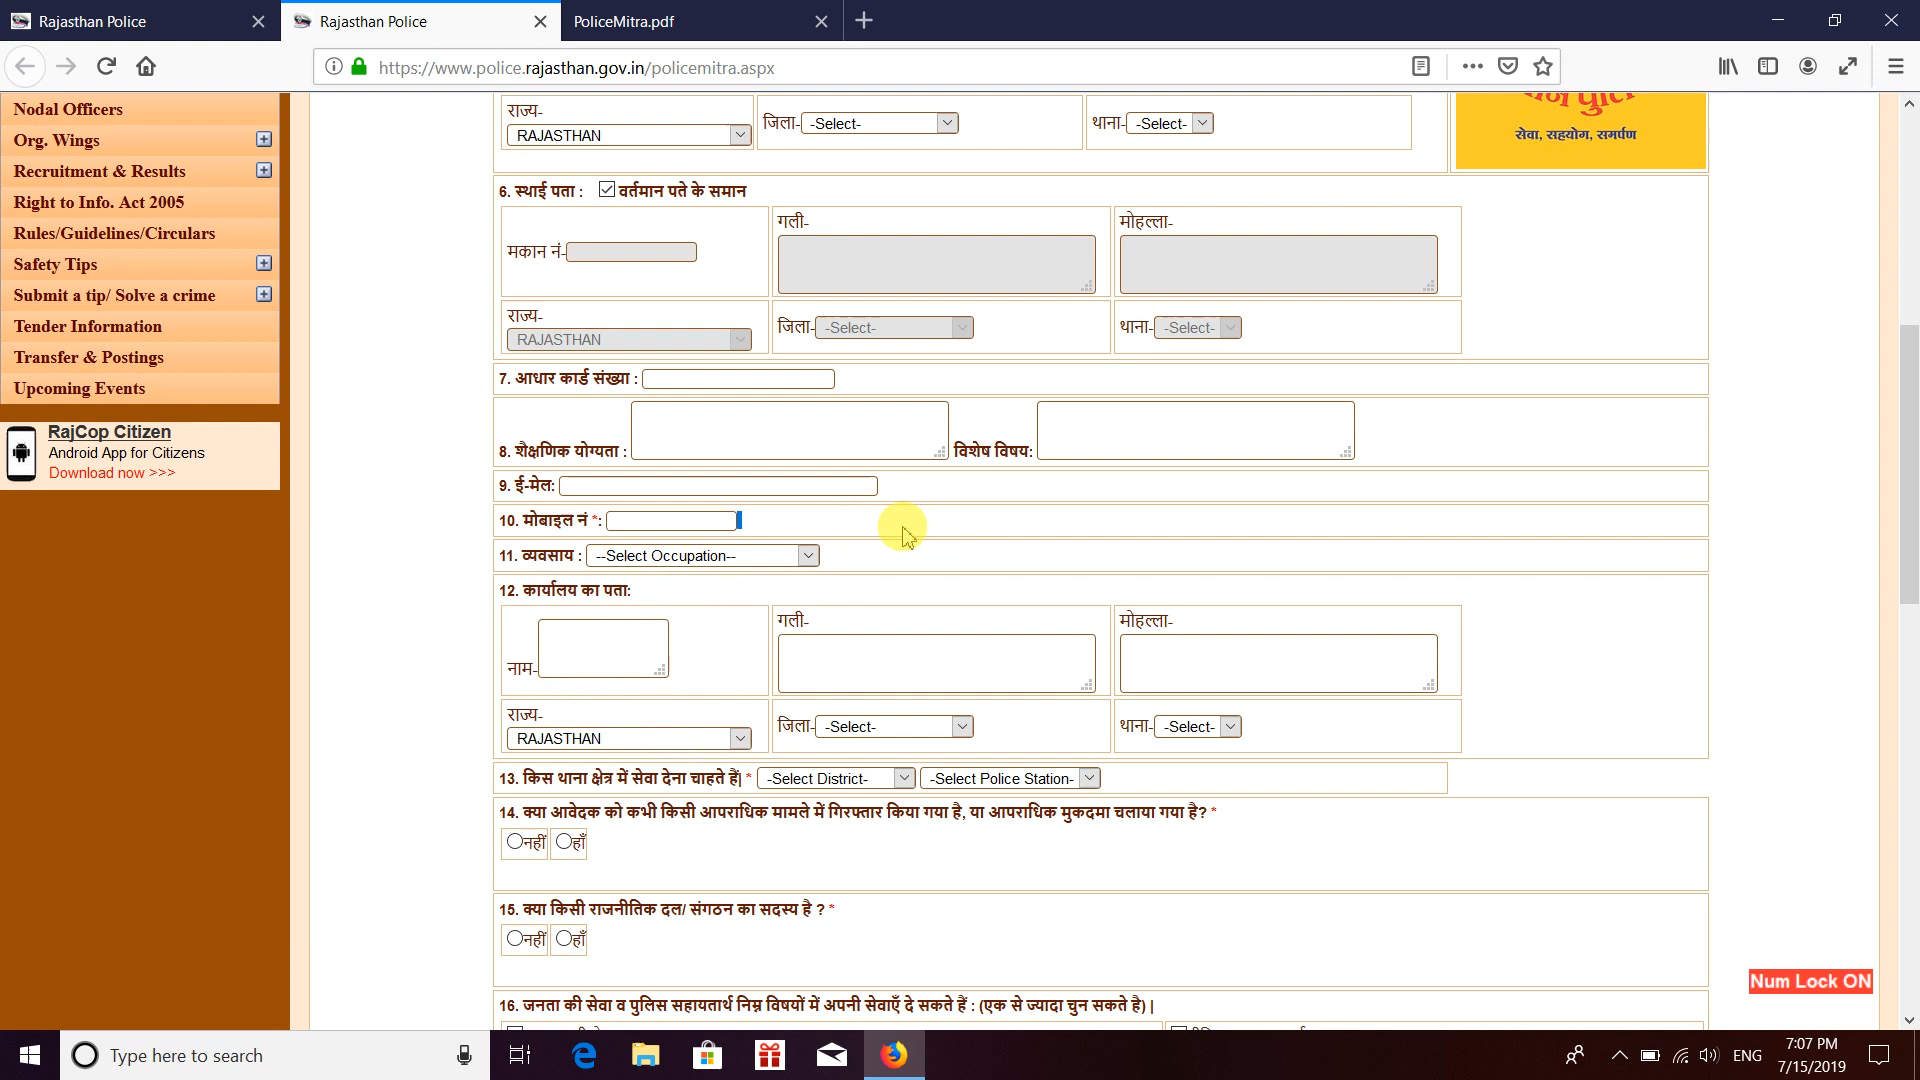 Rajasthan Police
Rajasthan Police
PoliceMitra.pdf
https://www.police.rajasthan.gov.in/policemitra.aspx
Nodal Officers
Org. Wings
Recruitment & Results
Right to Info. Act 2005
Rules/Guidelines/Circulars
Safety Tips
Submit a tip/ Solve a crime
Tender Information
Transfer & Postings
Upcoming Events
RajCop Citizen
Android App for Citizens
Download now >>>
राज्य-
RAJASTHAN
जिला- -Select-
थाना- -Select-
सेवा, सहयोग, समर्पण
6. स्थाई पता : वर्तमान पते के समान
मकान नं-
गली-
मोहल्ला-
राज्य-
RAJASTHAN
जिला- -Select-
थाना- -Select-
7. आधार कार्ड संख्या :
8. शैक्षणिक योग्यता : विशेष विषय:
9. ई-मेल:
10. मोबाइल नं *:
11. व्यवसाय : --Select Occupation--
12. कार्यालय का पता:
नाम-
गली-
मोहल्ला-
राज्य-
RAJASTHAN
जिला- -Select-
थाना- -Select-
13. किस थाना क्षेत्र में सेवा देना चाहते हैं| * -Select District- -Select Police Station-
14. क्या आवेदक को कभी किसी आपराधिक मामले में गिरफ्तार किया गया है, या आपराधिक मुकदमा चलाया गया है? *
नहीं हाँ
15. क्या किसी राजनीतिक दल/ संगठन का सदस्य है ? *
नहीं हाँ
16. जनता की सेवा व पुलिस सहायतार्थ निम्न विषयों में अपनी सेवाएँ दे सकते हैं : (एक से ज्यादा चुन सकते है) |
Num Lock ON
Type here to search
ENG
7:07 PM
7/15/2019